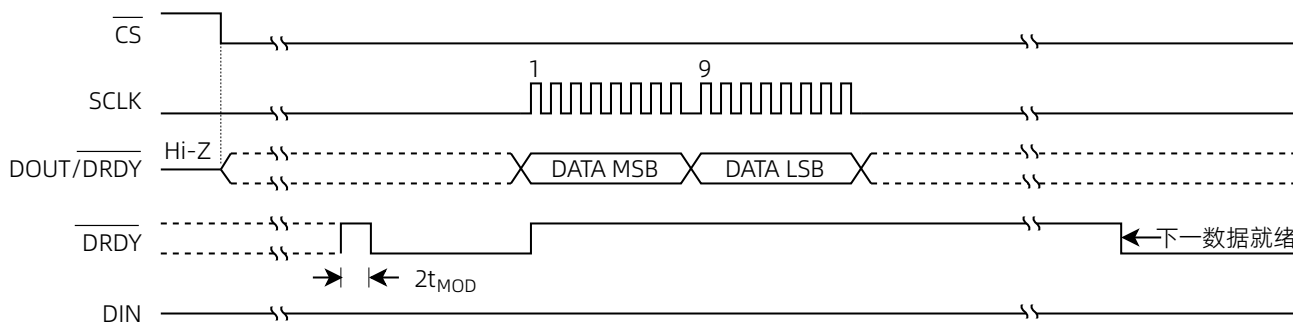 CS
1 9
SCLK
Hi-Z
DOUT/DRDY DATA MSB DATA LSB
DRDY
下一数据就绪
2tMOD
DIN